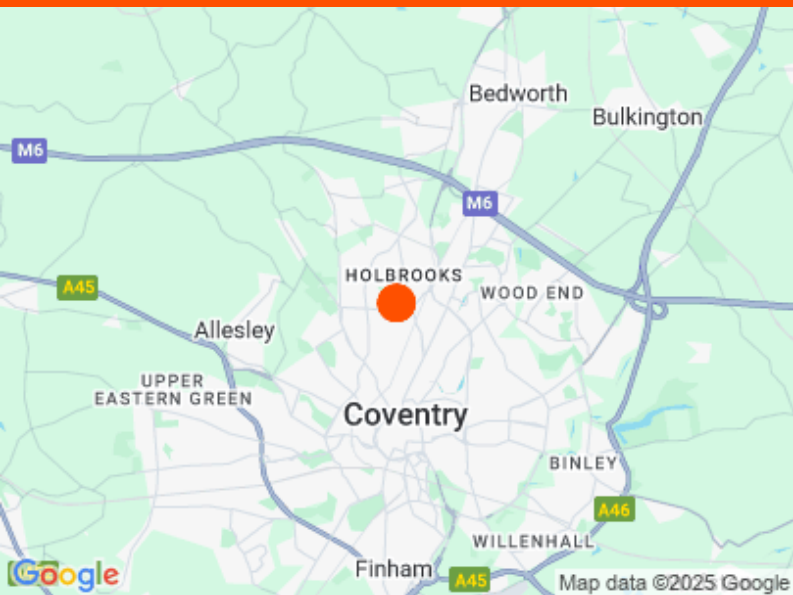 Bedworth
Bulkington
M6
M6
HOLBROOKS
A45
WOOD END
Allesley
UPPER
EASTERN GREEN
Coventry
BINLEY
A46
WILLENHALL
Finham
A45
Google
Map data ©2025 Google